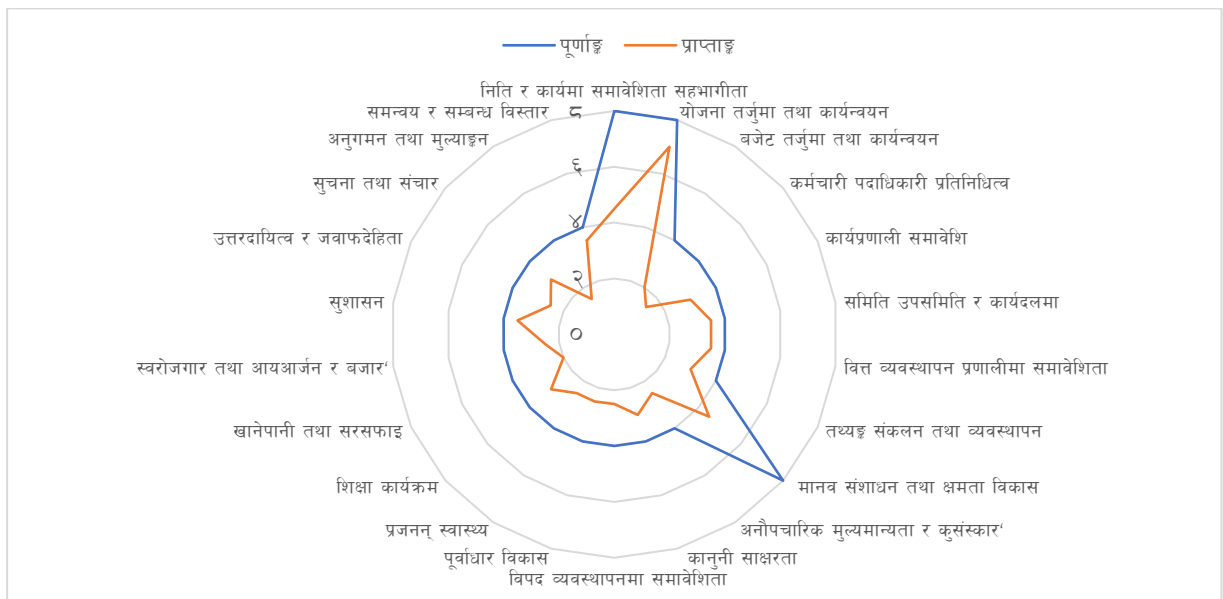 पूर्णाङ्क प्राप्ताङ्क
निति र कार्यमा समावेशिता सहभागीता
समन्वय र सम्बन्ध विस्तार ८ योजना तर्जुमा तथा कार्यन्वयन
अनुगमन तथा मुल्याङ्कन बजेट तर्जुमा तथा कार्यन्वयन
६
सुचना तथा संचार कर्मचारी पदाधिकारी प्रतिनिधित्व
४
उत्तरदायित्व र जवाफदेहिता कार्यप्रणाली समावेशि
२
सुशासन समिति उपसमिति र कार्यदलमा
०
स्वरोजगार तथा आयआर्जन र बजार‘ वित्त व्यवस्थापन प्रणालीमा समावेशिता
खानेपानी तथा सरसफाइ तथ्यङ्क संकलन तथा व्यवस्थापन
शिक्षा कार्यक्रम मानव संशाधन तथा क्षमता विकास
प्रजनन् स्वास्थ्य अनौपचारिक मुल्यमान्यता र कुसंस्कार‘
पूर्वाधार विकास कानुनी साक्षरता
विपद व्यवस्थापनमा समावेशिता